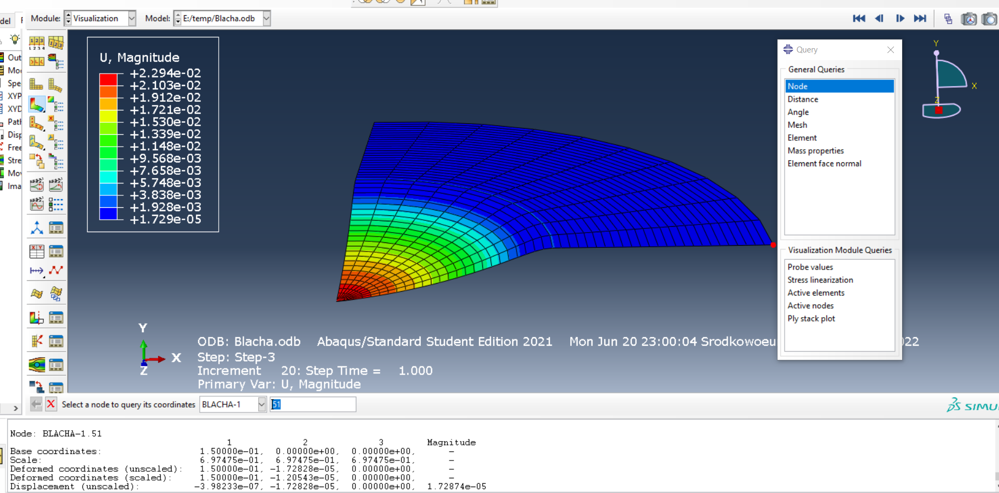 del
Module: Visualization Model: E:/temp/Blacha.odb
Out
Mo
Spe
XYP
XYD
Path
Disp
Free
Stre
Mov
Ima
U, Magnitude
+2.294e-02
+2.103e-02
+1.912e-02
+1.721e-02
+1.530e-02
+1.339e-02
+1.148e-02
+9.568e-03
+7.658e-03
+5.748e-03
+3.838e-03
+1.928e-03
+1.729e-05
Query
General Queries
Node
Distance
Angle
Mesh
Element
Mass properties
Element face normal
Visualization Module Queries
Probe values
Stress linearization
Active elements
Active nodes
Ply stack plot
Y
X
Z
Y
X
Z
ODB: Blacha.odb Abaqus/Standard Student Edition 2021 Mon Jun 20 23:00:04 Srodkowoeu 022
Step: Step-3
Increment 20: Step Time = 1.000
Primary Var: U, Magnitude
Select a node to query its coordinates BLACHA-1 51
SIMU
Node: BLACHA-1.51
1 2 3 Magnitude
Base coordinates: 1.50000e-01, 0.00000e+00, 0.00000e+00, -
Scale: 6.97475e-01, 6.97475e-01, 6.97475e-01, -
Deformed coordinates (unscaled): 1.50000e-01, -1.72828e-05, 0.00000e+00, -
Deformed coordinates (scaled): 1.50000e-01, -1.20543e-05, 0.00000e+00, -
Displacement (unscaled): -3.98233e-07, -1.72828e-05, 0.00000e+00, 1.72874e-05